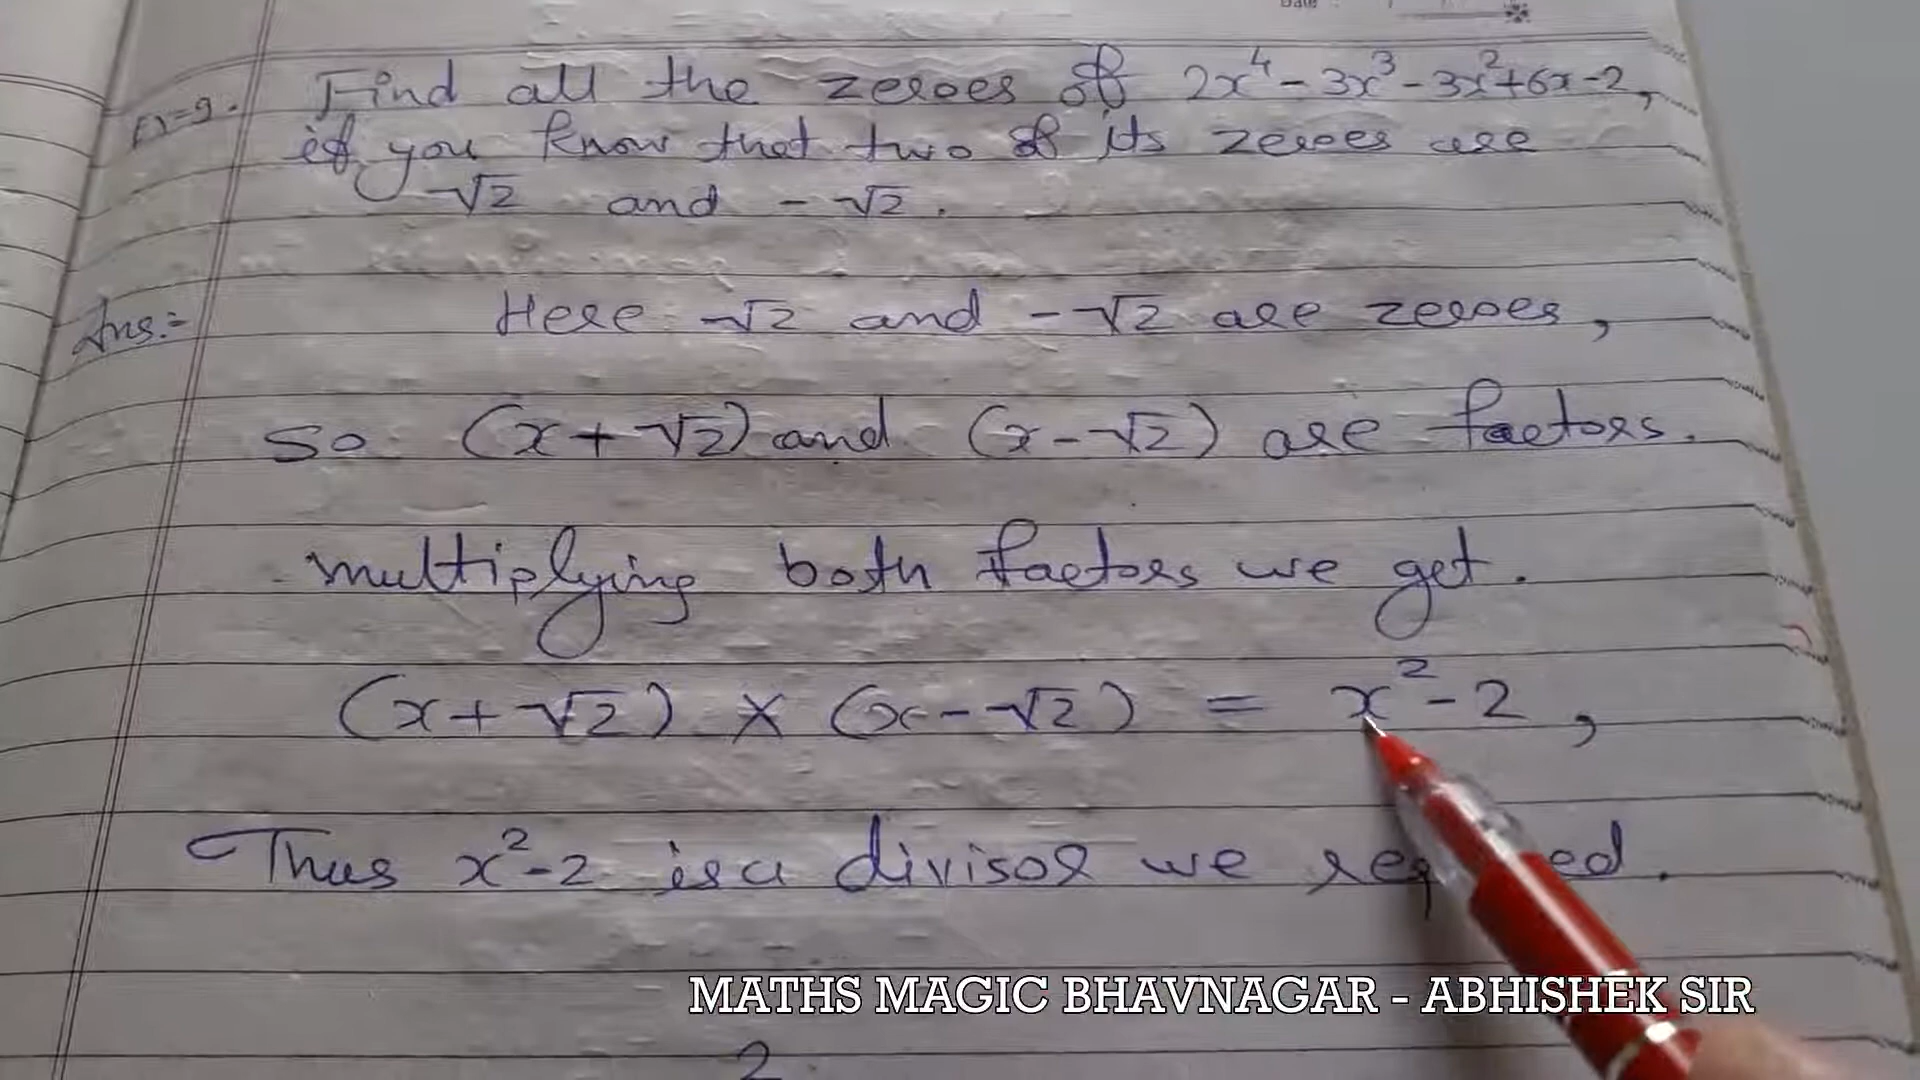 Date
Ex-9. Find all the zeroes of 2x⁴-3x³-3x²+6x-2,
if you know that two of its zeroes are
√2 and -√2.
Ans:- Here √2 and -√2 are zeroes,
so (x+√2) and (x-√2) are factors.
multiplying both factors we get.
(x+√2) × (x-√2) = x²-2,
Thus x²-2 is a divisor we ed.
MATHS MAGIC BHAVNAGAR - ABHISHEK SIR
2